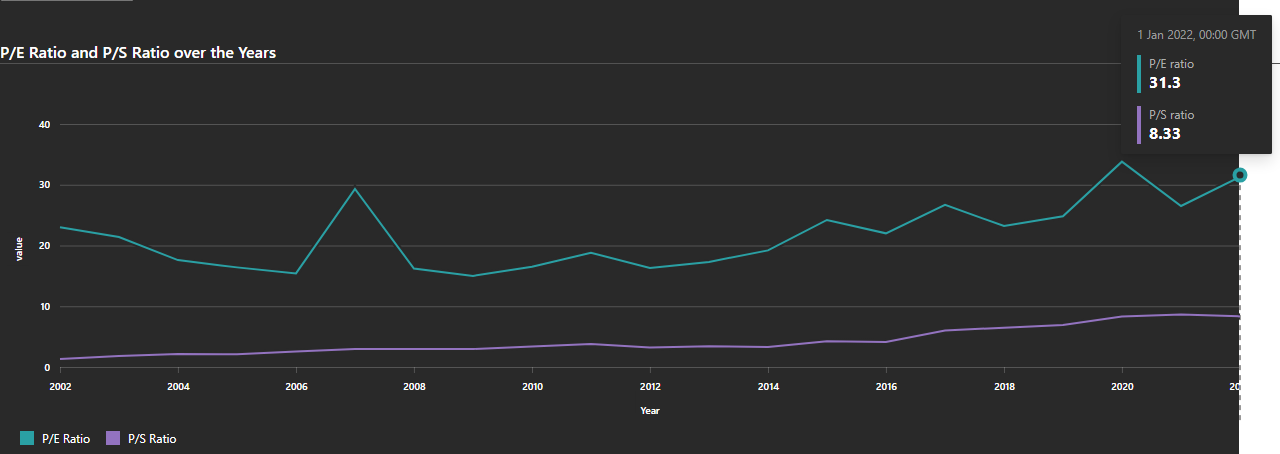 P/E Ratio and P/S Ratio over the Years
1 Jan 2022, 00:00 GMT
P/E ratio
31.3
P/S ratio
8.33
40
30
20
10
0
value
2002 2004 2006 2008 2010 2012 2014 2016 2018 2020 20
Year
P/E Ratio P/S Ratio